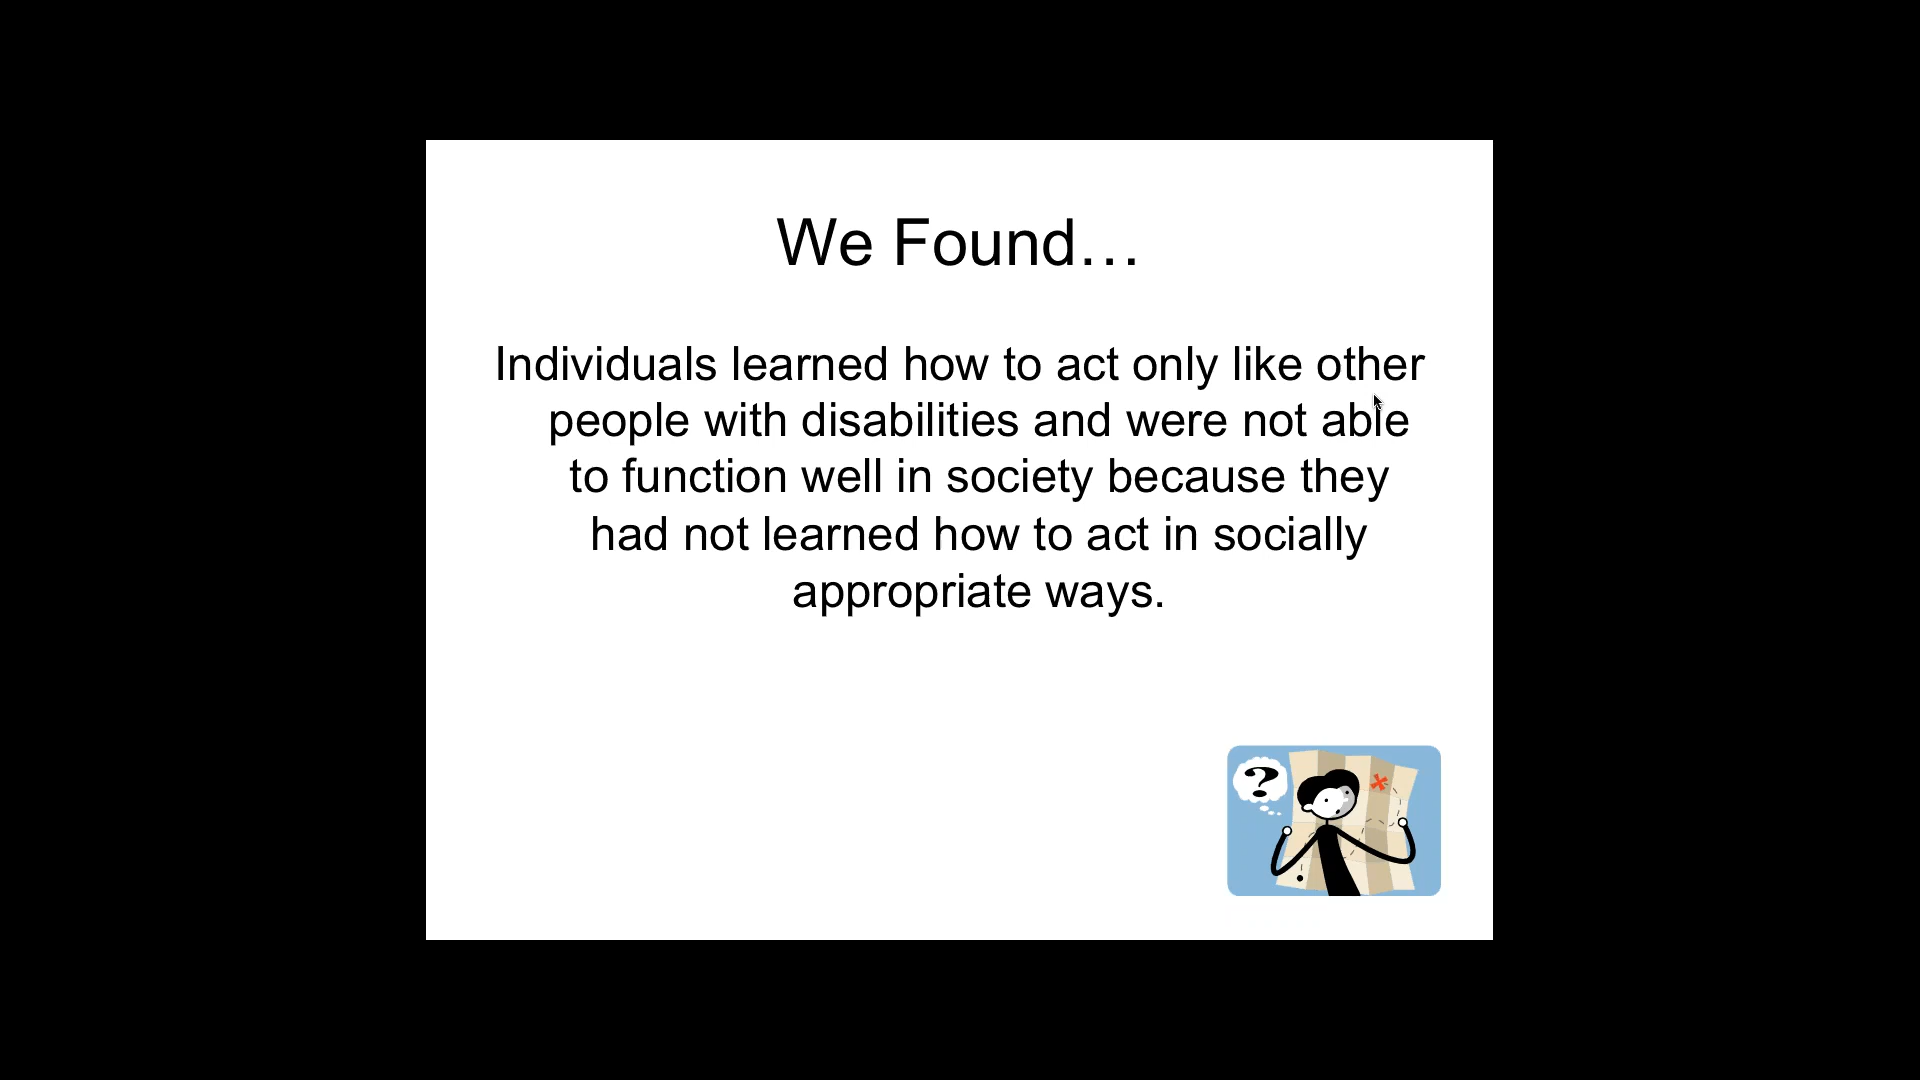 We Found…
Individuals learned how to act only like other
people with disabilities and were not able
to function well in society because they
had not learned how to act in socially
appropriate ways.
?